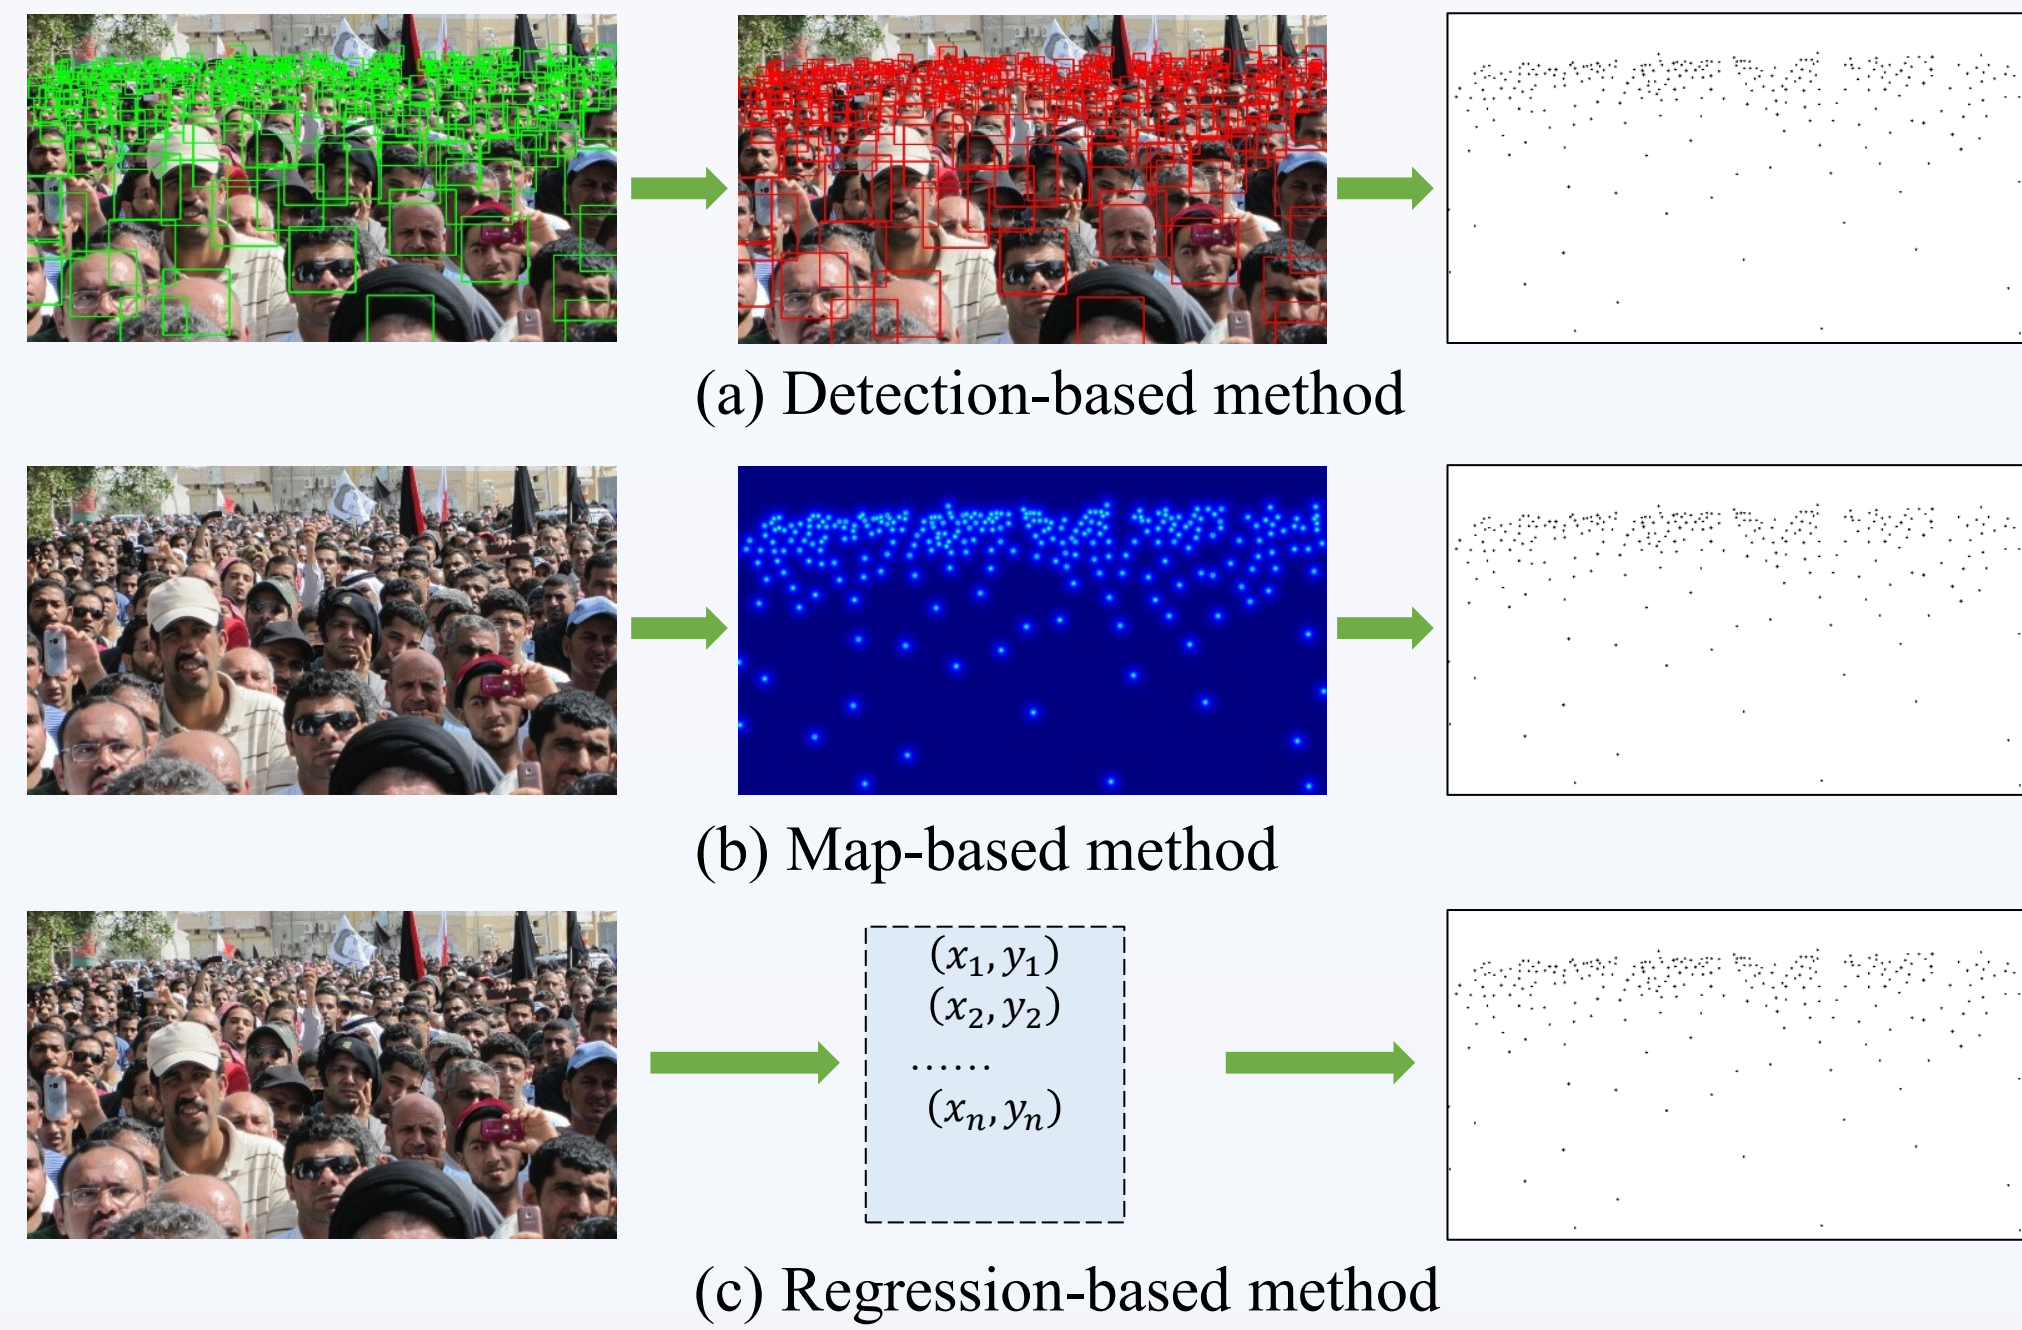 (a) Detection-based method
(b) Map-based method
(x₁, y₁)
(x₂, y₂)
......
(xₙ, yₙ)
(c) Regression-based method